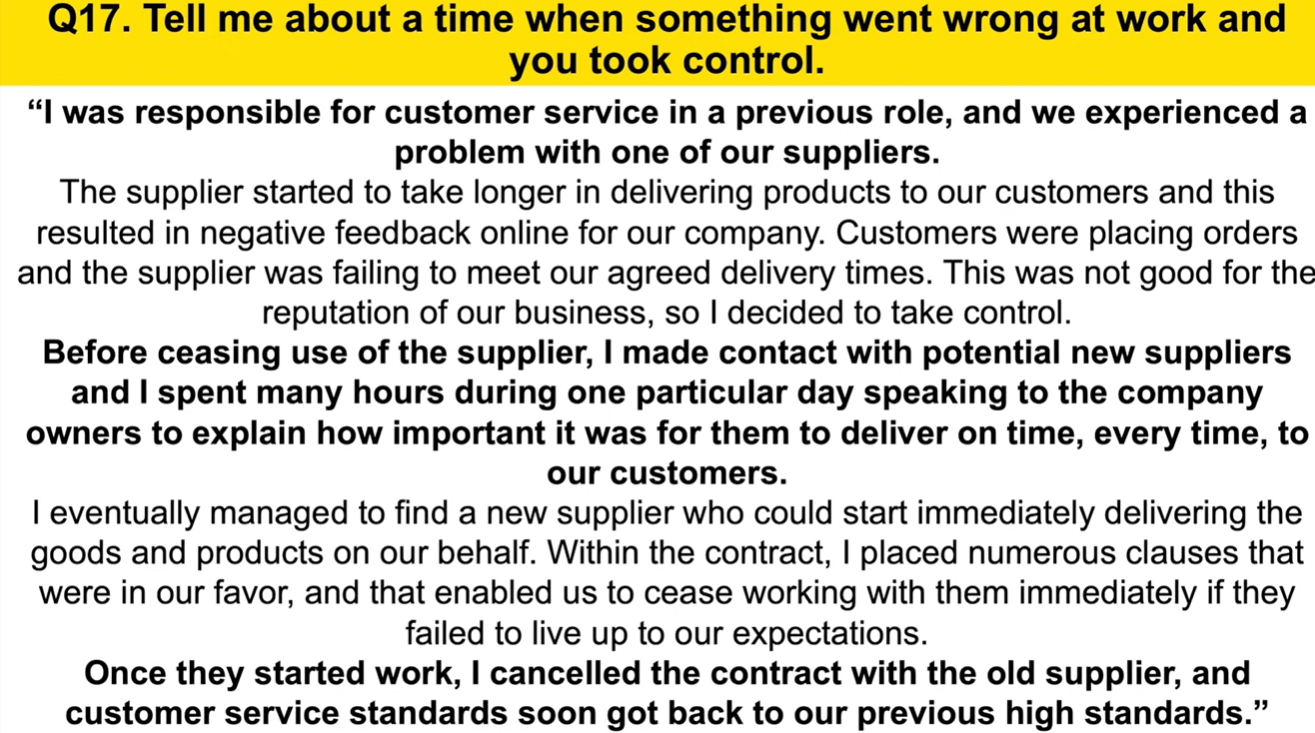 Q17. Tell me about a time when something went wrong at work and
you took control.
“I was responsible for customer service in a previous role, and we experienced a
problem with one of our suppliers.
The supplier started to take longer in delivering products to our customers and this
resulted in negative feedback online for our company. Customers were placing orders
and the supplier was failing to meet our agreed delivery times. This was not good for the
reputation of our business, so I decided to take control.
Before ceasing use of the supplier, I made contact with potential new suppliers
and I spent many hours during one particular day speaking to the company
owners to explain how important it was for them to deliver on time, every time, to
our customers.
I eventually managed to find a new supplier who could start immediately delivering the
goods and products on our behalf. Within the contract, I placed numerous clauses that
were in our favor, and that enabled us to cease working with them immediately if they
failed to live up to our expectations.
Once they started work, I cancelled the contract with the old supplier, and
customer service standards soon got back to our previous high standards.”